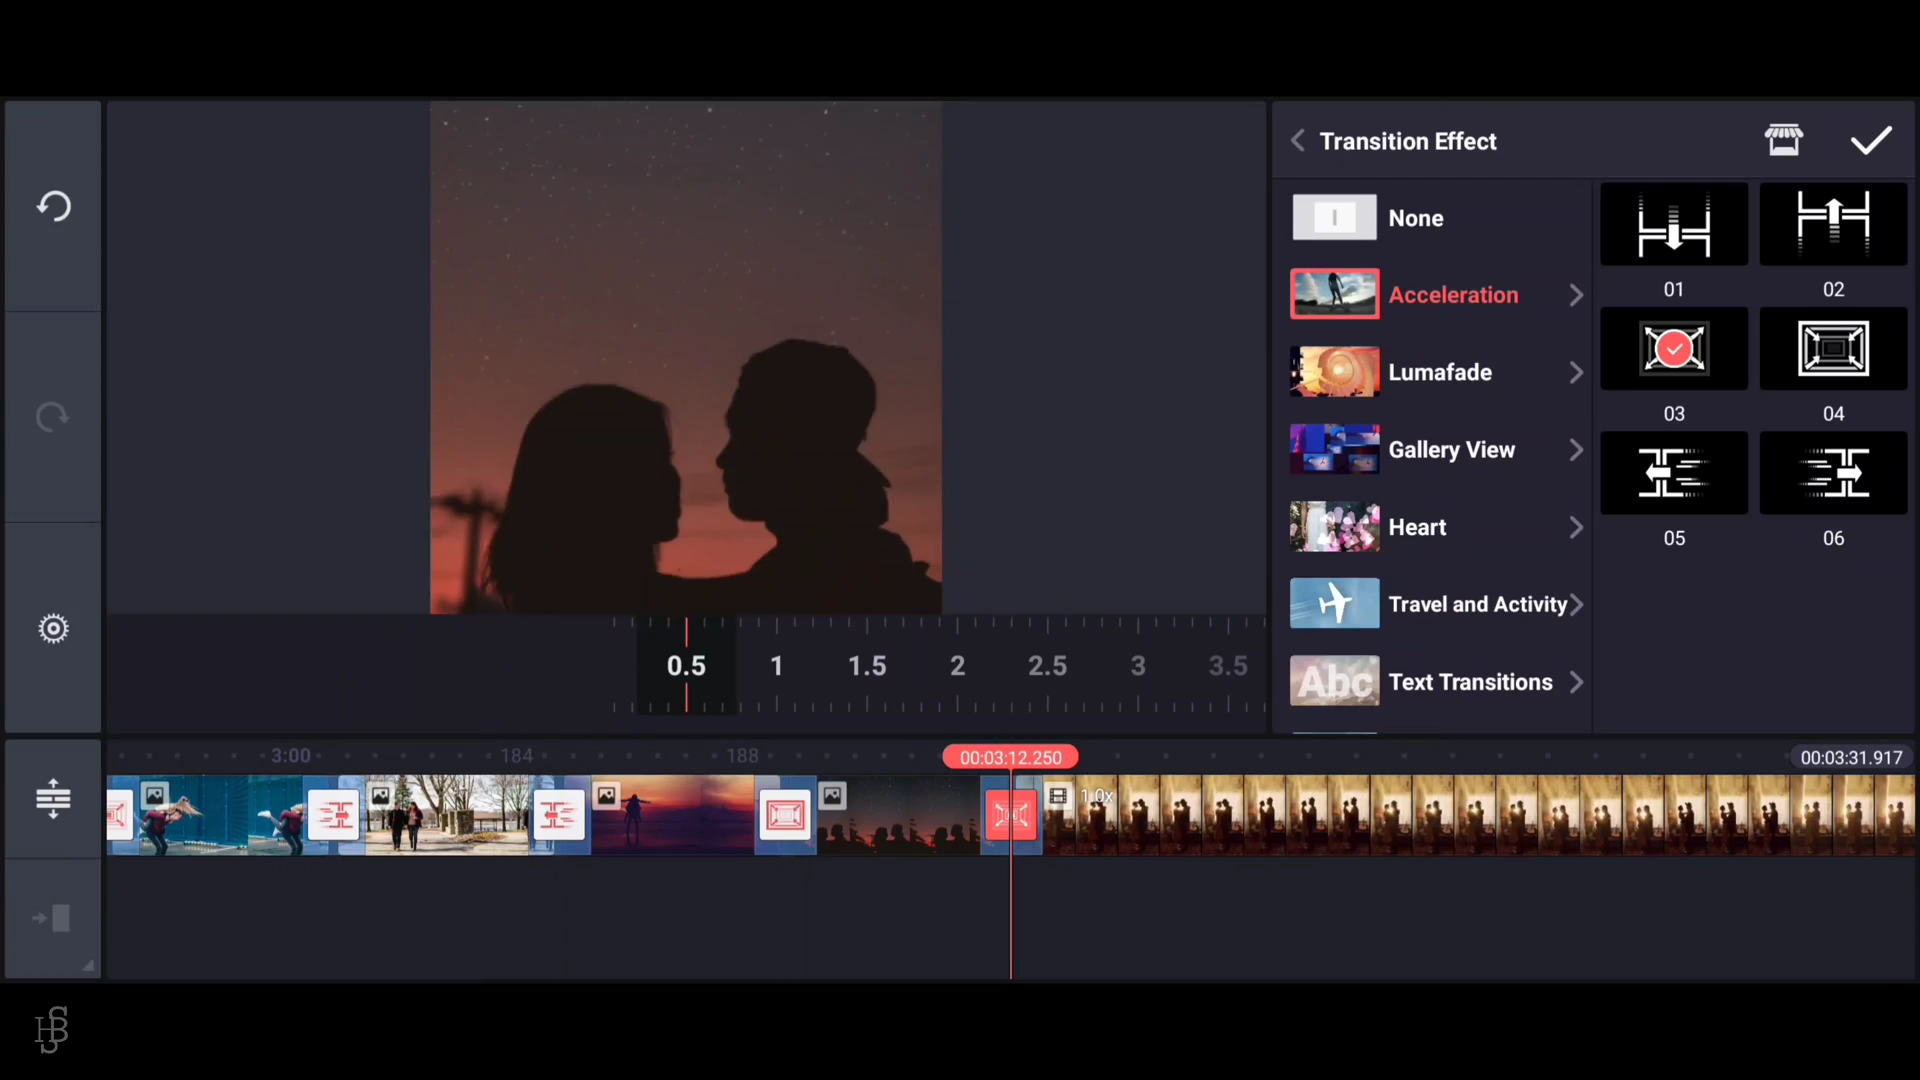 Transition Effect
None
Acceleration
Lumafade
Gallery View
Heart
Travel and Activity
Abc
Text Transitions
01
02
03
04
05
06
0.5
1
1.5
2
2.5
3
3.5
3:00
184
188
00:03:12.250
00:03:31.917
1.0x
HSB